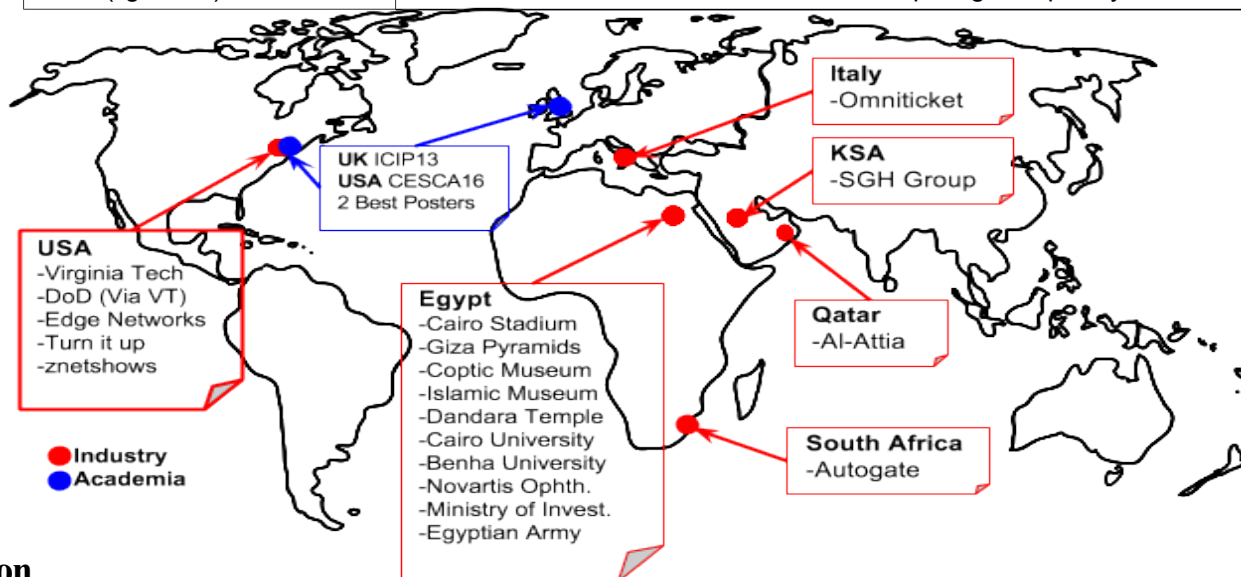 Italy
-Omniticket
KSA
-SGH Group
UK ICIP13
USA CESCA16
2 Best Posters
USA
-Virginia Tech
-DoD (Via VT)
-Edge Networks
-Turn it up
-znetshows
Egypt
-Cairo Stadium
-Giza Pyramids
-Coptic Museum
-Islamic Museum
-Dandara Temple
-Cairo University
-Benha University
-Novartis Ophth.
-Ministry of Invest.
-Egyptian Army
Qatar
-Al-Attia
South Africa
-Autogate
Industry
Academia
on